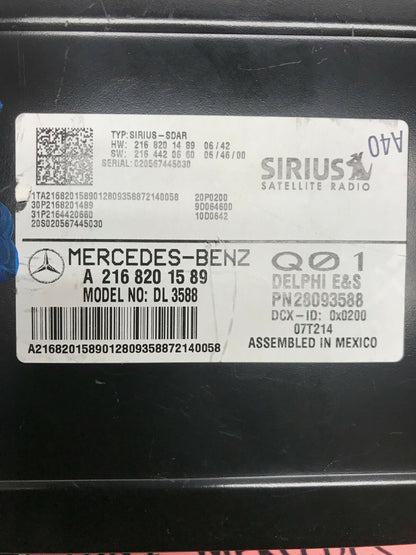 TYP: SIRIUS-SDAR
HW: 216 820 14 89 06/42
SW: 216 442 06 60 06/46/00
SERIAL: 020567445030
SIRIUS
SATELLITE RADIO
A40
1TA2168201589012809358872140058 20P0200
30P2168201489 9D064600
31P2164420660 10D0642
20S020567445030
MERCEDES-BENZ
A 216 820 15 89
MODEL NO: DL 3588
Q01
DELPHI E&S
PN28093588
DCX-ID: 0x0200
07T214
ASSEMBLED IN MEXICO
A2168201589012809358872140058